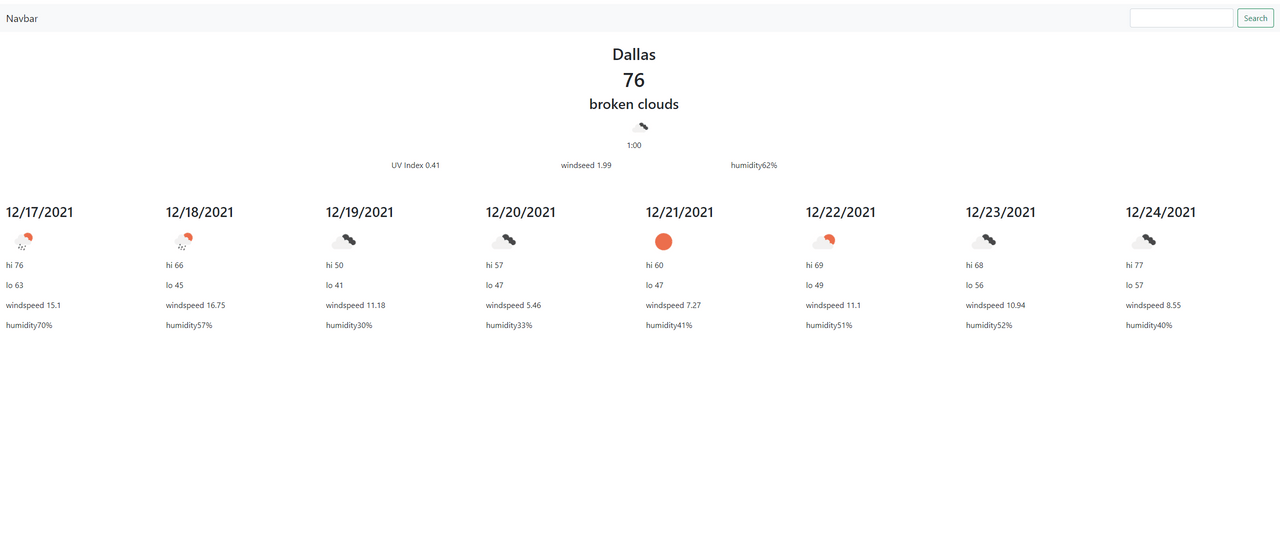 Navbar
Search
Dallas
76
broken clouds
1:00
UV Index 0.41 windseed 1.99 humidity62%
12/17/2021 12/18/2021 12/19/2021 12/20/2021 12/21/2021 12/22/2021 12/23/2021 12/24/2021
hi 76 hi 66 hi 50 hi 57 hi 60 hi 69 hi 68 hi 77
lo 63 lo 45 lo 41 lo 47 lo 47 lo 49 lo 56 lo 57
windspeed 15.1 windspeed 16.75 windspeed 11.18 windspeed 5.46 windspeed 7.27 windspeed 11.1 windspeed 10.94 windspeed 8.55
humidity70% humidity57% humidity30% humidity33% humidity41% humidity51% humidity52% humidity40%